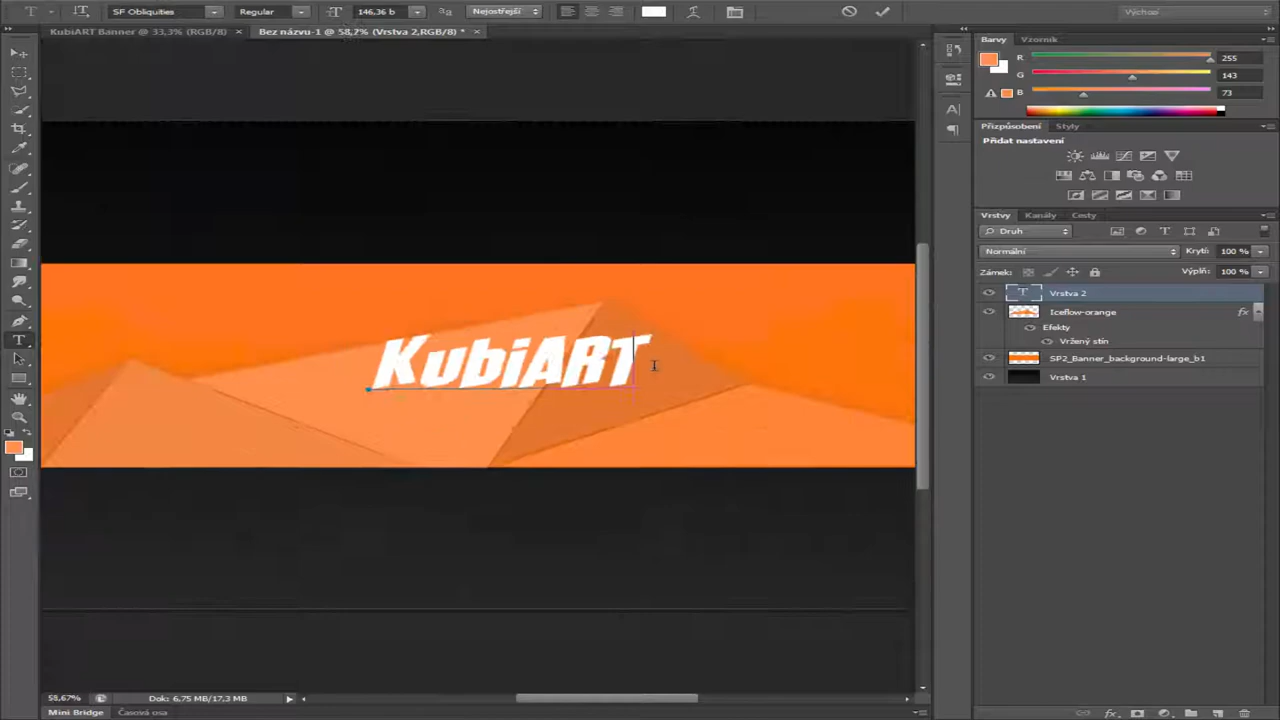 T SF Obliquities Regular T 146,36 b aa Nejostřejší Výchozí
KubiART Banner @ 33,3% (RGB/8) × Bez názvu-1 @ 58,7% (Vrstva 2,RGB/8) * ×
Barvy Vzorník
R 255
G 143
B 73
A
Přizpůsobení Styly
Přidat nastavení
Vrstvy Kanály Cesty
Druh T
Normální Krytí: 100 %
Zámek: Výplň: 100 %
T Vrstva 2
Iceflow-orange fx
Efekty
Vržený stín
SP2_Banner_background-large_b1
Vrstva 1
KubiART
T
58,67% Dok: 6,75 MB/17,3 MB
fx
Mini Bridge Časová osa